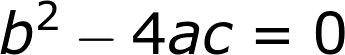 b² − 4ac = 0